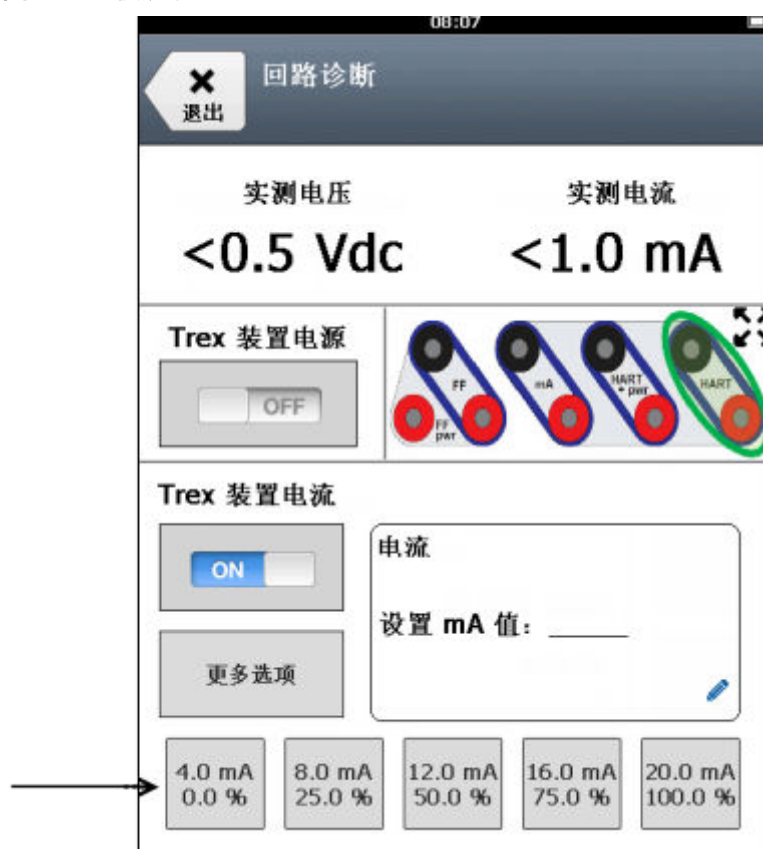 08:07
退出
回路诊断
实测电压
实测电流
<0.5 Vdc
<1.0 mA
Trex 装置电源
OFF
FF
FF pwr
mA
HART + pwr
HART
Trex 装置电流
ON
电流
设置 mA 值：
更多选项
4.0 mA
0.0 %
8.0 mA
25.0 %
12.0 mA
50.0 %
16.0 mA
75.0 %
20.0 mA
100.0 %